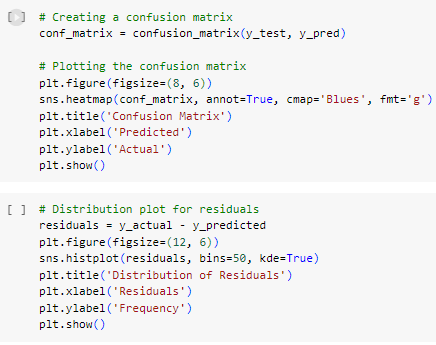 # Creating a confusion matrix
conf_matrix = confusion_matrix(y_test, y_pred)
# Plotting the confusion matrix
plt.figure(figsize=(8, 6))
sns.heatmap(conf_matrix, annot=True, cmap='Blues', fmt='g')
plt.title('Confusion Matrix')
plt.xlabel('Predicted')
plt.ylabel('Actual')
plt.show()
[ ] # Distribution plot for residuals
residuals = y_actual - y_predicted
plt.figure(figsize=(12, 6))
sns.histplot(residuals, bins=50, kde=True)
plt.title('Distribution of Residuals')
plt.xlabel('Residuals')
plt.ylabel('Frequency')
plt.show()